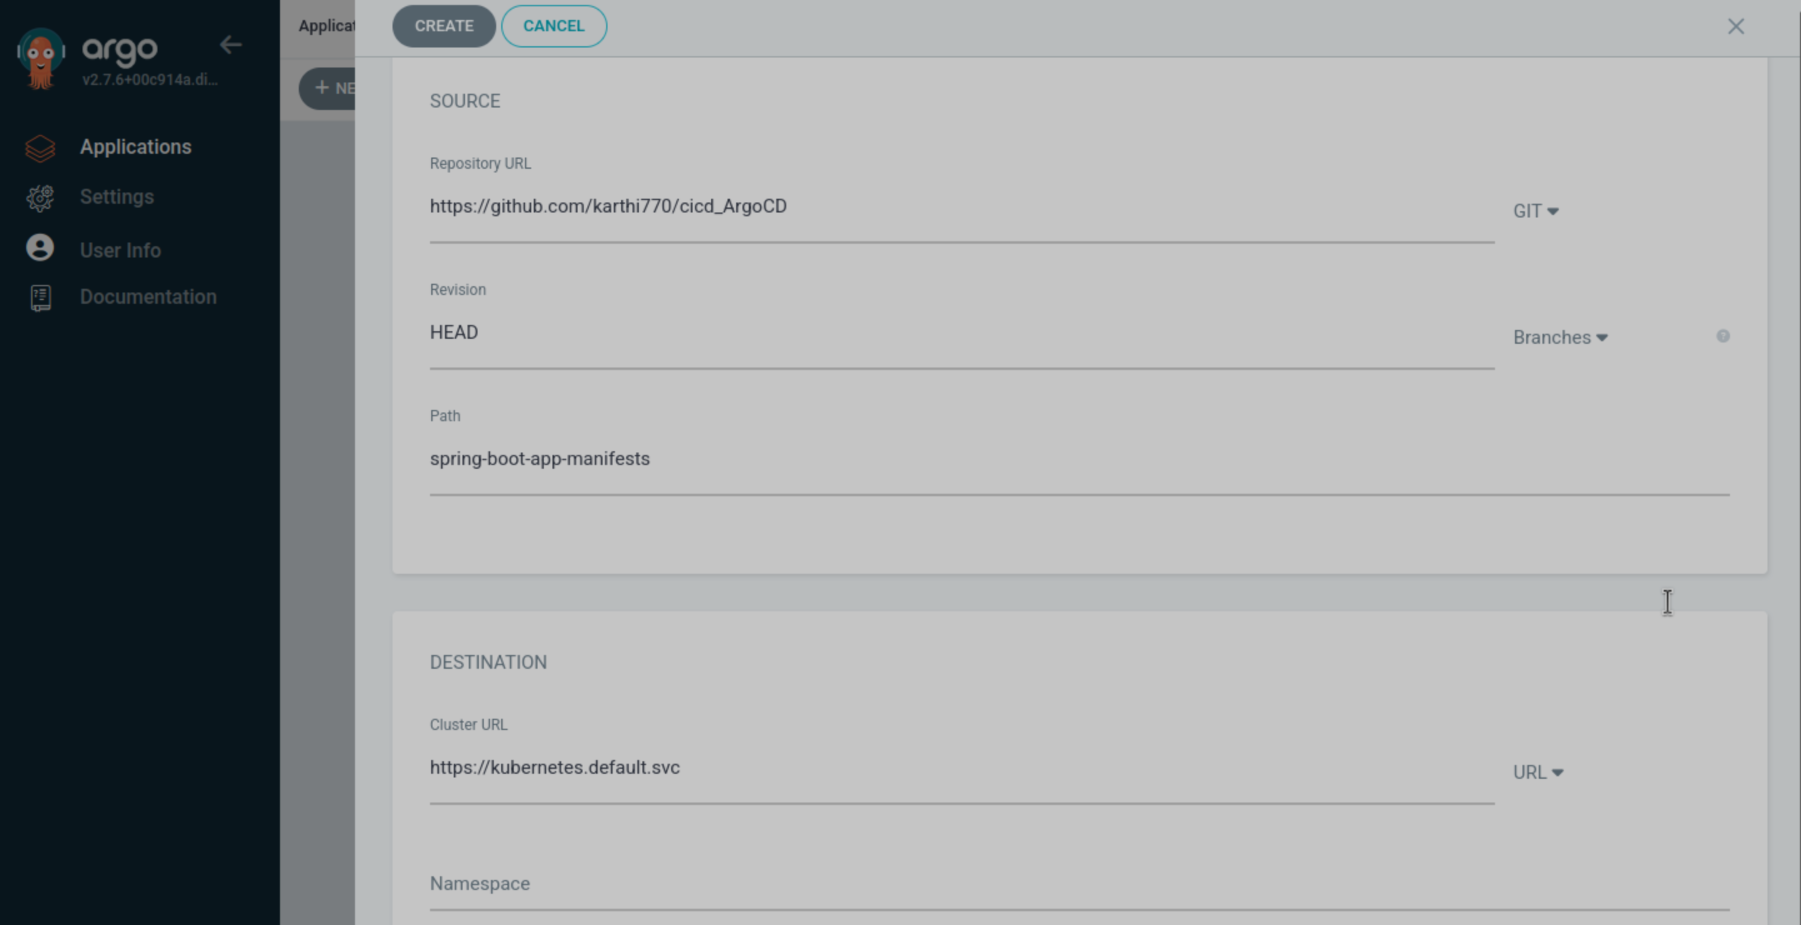 argo
v2.7.6+00c914a.di...
Applications
Settings
User Info
Documentation
Applicat
+ NE
CREATE
CANCEL
SOURCE
Repository URL
https://github.com/karthi770/cicd_ArgoCD
GIT
Revision
HEAD
Branches
?
Path
spring-boot-app-manifests
DESTINATION
Cluster URL
https://kubernetes.default.svc
URL
Namespace